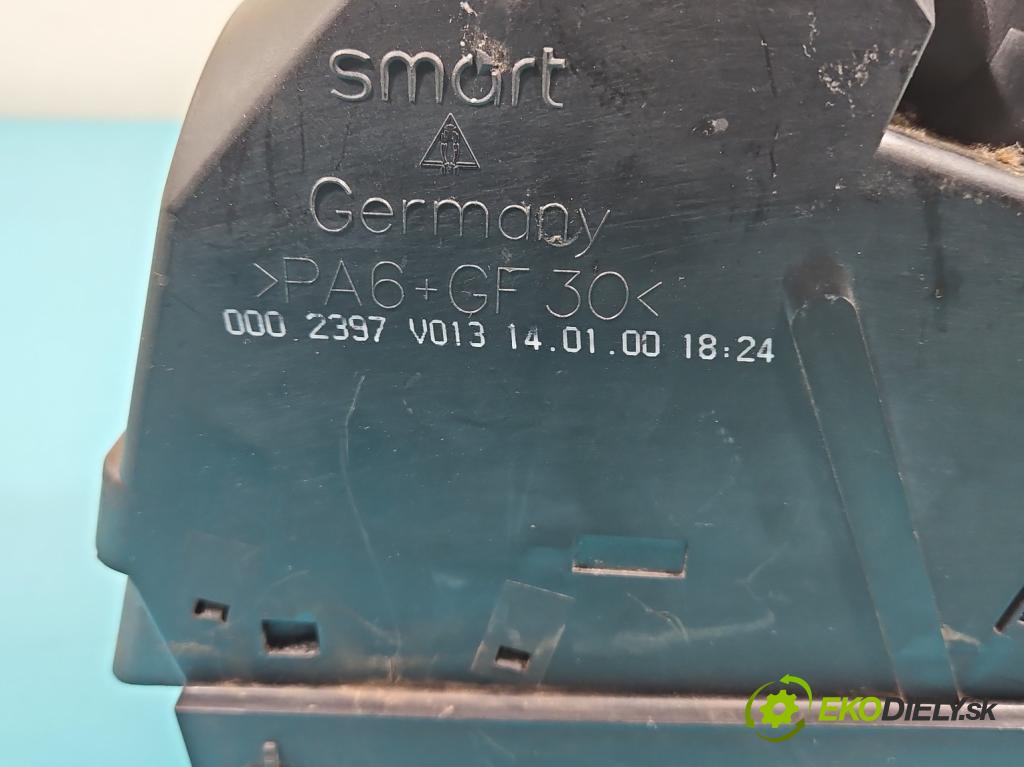 smart
Germany
>PA6+GF 30<
000 2397 V013 14.01.00 18:24
EKODIELY.SK